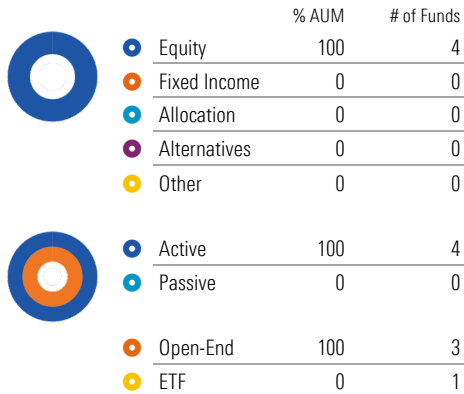 % AUM # of Funds
Equity 100 4
Fixed Income 0 0
Allocation 0 0
Alternatives 0 0
Other 0 0
Active 100 4
Passive 0 0
Open-End 100 3
ETF 0 1